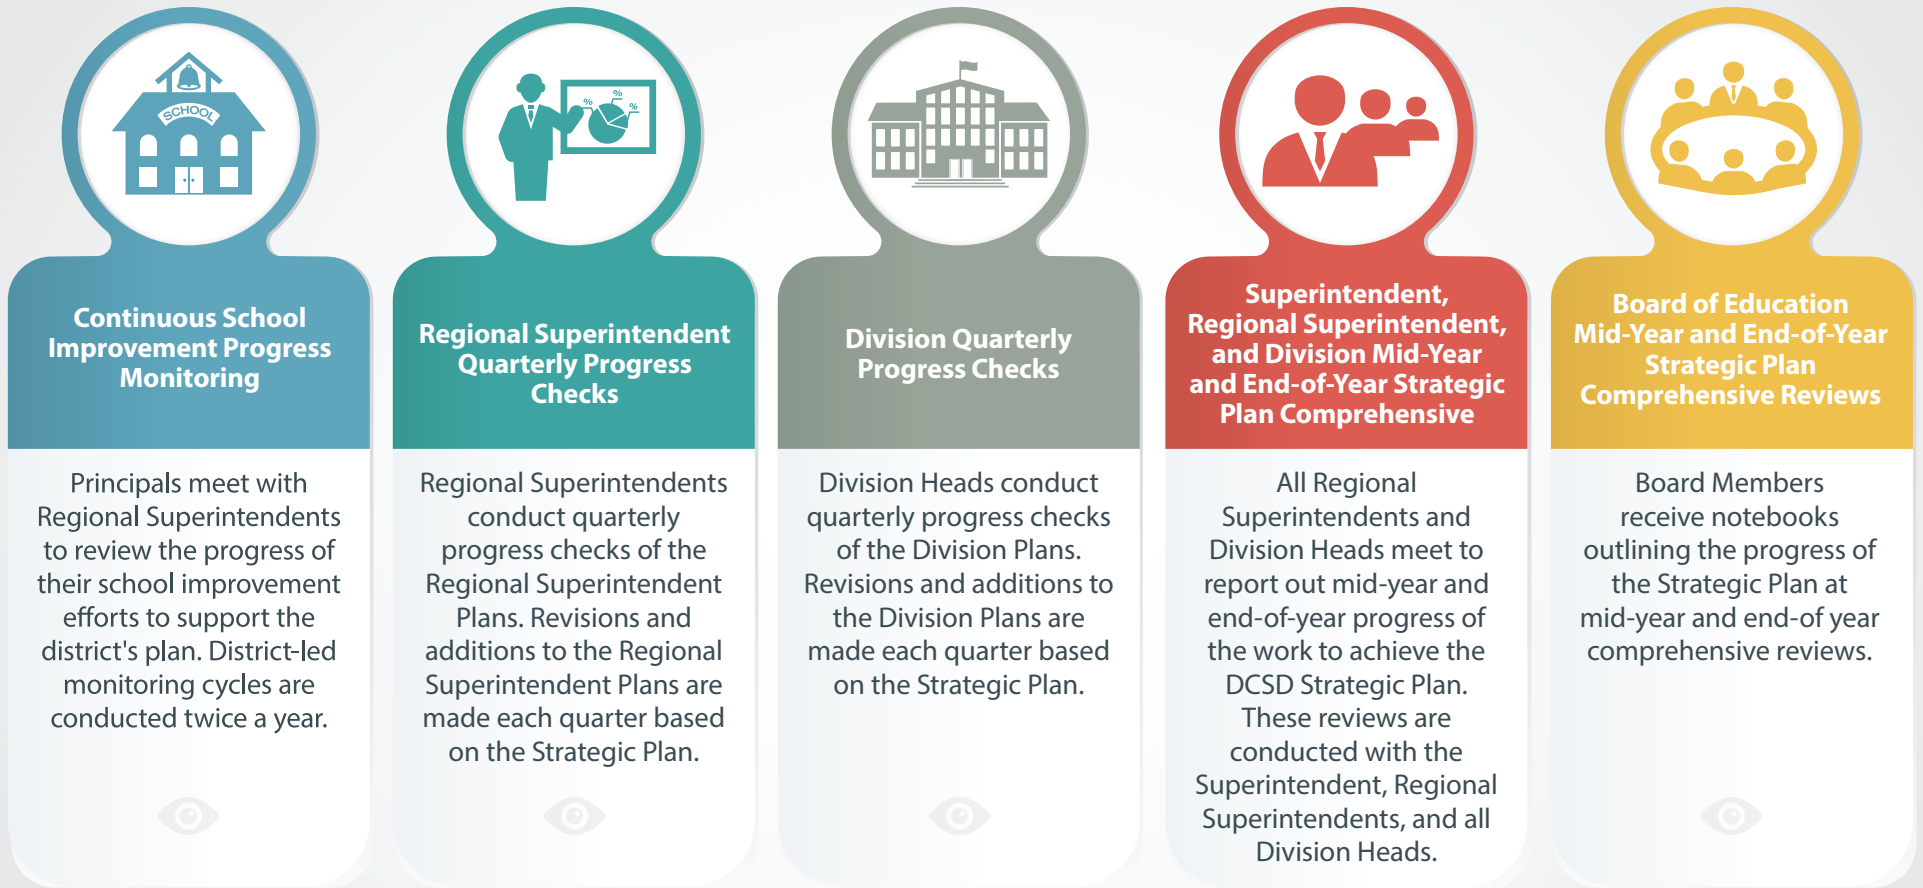 SCHOOL
Continuous School
Improvement Progress
Monitoring
Principals meet with
Regional Superintendents
to review the progress of
their school improvement
efforts to support the
district's plan. District-led
monitoring cycles are
conducted twice a year.
%
%
%
Regional Superintendent
Quarterly Progress
Checks
Regional Superintendents
conduct quarterly
progress checks of the
Regional Superintendent
Plans. Revisions and
additions to the Regional
Superintendent Plans are
made each quarter based
on the Strategic Plan.
Division Quarterly
Progress Checks
Division Heads conduct
quarterly progress checks
of the Division Plans.
Revisions and additions to
the Division Plans are
made each quarter based
on the Strategic Plan.
Superintendent,
Regional Superintendent,
and Division Mid-Year
and End-of-Year Strategic
Plan Comprehensive
All Regional
Superintendents and
Division Heads meet to
report out mid-year and
end-of-year progress of
the work to achieve the
DCSD Strategic Plan.
These reviews are
conducted with the
Superintendent, Regional
Superintendents, and all
Division Heads.
Board of Education
Mid-Year and End-of-Year
Strategic Plan
Comprehensive Reviews
Board Members
receive notebooks
outlining the progress of
the Strategic Plan at
mid-year and end-of year
comprehensive reviews.